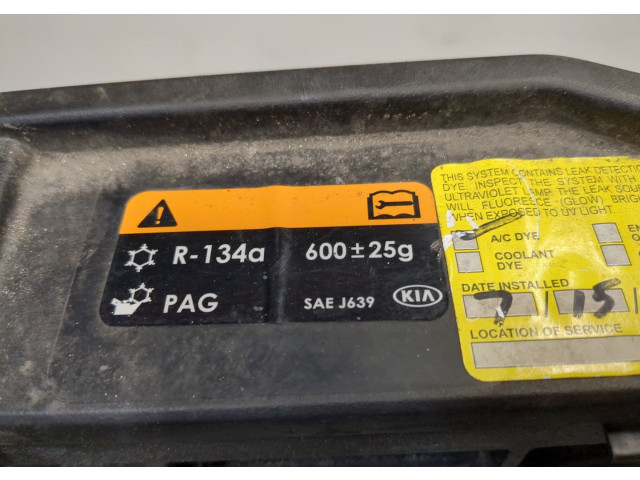 R-134a 600±25g
PAG SAE J639 KIA
THIS SYSTEM CONTAINS LEAK DETECTIO
DYE. INSPECT THE SYSTEM WITH
ULTRAVIOLET LAMP. THE LEAK SOU
WILL FLUORESCE (GLOW) BRIG
WHEN EXPOSED TO UV LIGHT.
A/C DYE EN
COOLANT
DYE
DATE INSTALLED
7/15/
LOCATION OF SERVICE